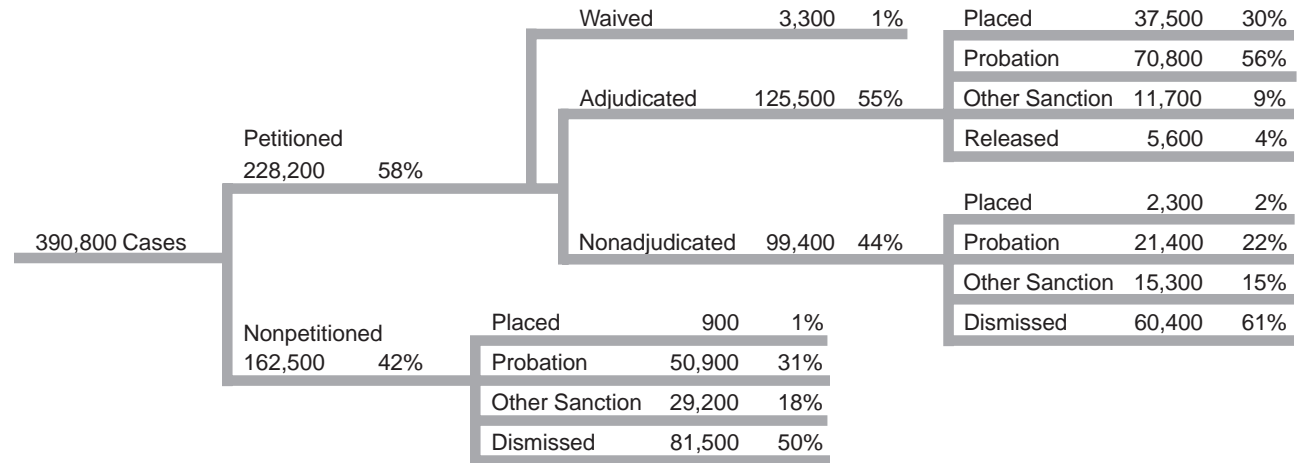 390,800 Cases
Petitioned
228,200 58%
Waived 3,300 1%
Adjudicated 125,500 55%
Placed 37,500 30%
Probation 70,800 56%
Other Sanction 11,700 9%
Released 5,600 4%
Nonadjudicated 99,400 44%
Placed 2,300 2%
Probation 21,400 22%
Other Sanction 15,300 15%
Dismissed 60,400 61%
Nonpetitioned
162,500 42%
Placed 900 1%
Probation 50,900 31%
Other Sanction 29,200 18%
Dismissed 81,500 50%